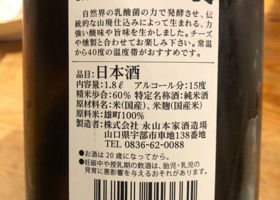 自然界の乳酸菌の力で発酵させ、伝
統的な山廃仕込みによって生まれる、力
強い酸味や旨味を生かしました。チーズ
や燻製と合わせてお楽しみください。常温
から40度の温度帯がおすすめです。
品目:日本酒
内容量:1.8ℓ アルコール分:15度
精米歩合:60% 特定名称酒:純米酒
原材料名:米(国産)、米麹(国産米)
原料米:雄町100%
製造者:株式会社 永山本家酒造場
山口県宇部市車地138番地
TEL 0836-62-0088
●お酒は20歳になってから。
●妊娠中や授乳期の飲酒は、胎児・乳児の
発育に悪影響を与えるおそれがあります。